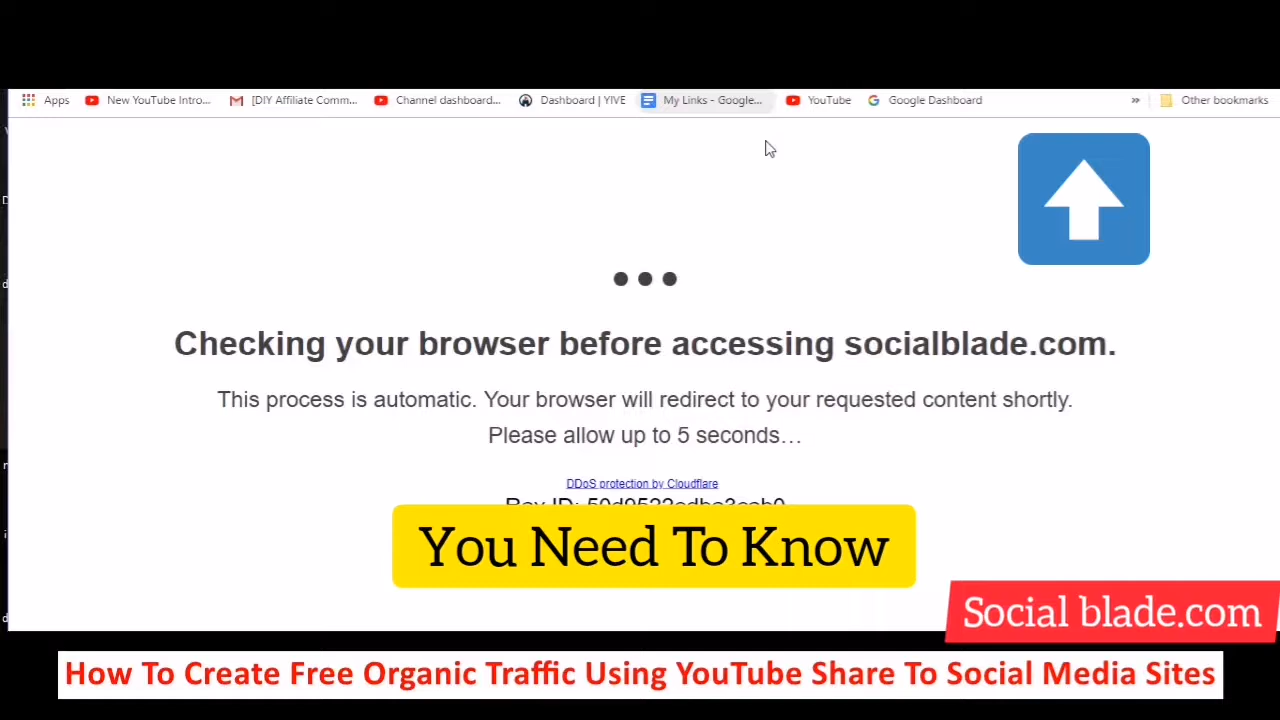 Apps New YouTube Intro... [DIY Affiliate Comm... Channel dashboard... Dashboard | YIVE My Links - Google... YouTube Google Dashboard » Other bookmarks
Checking your browser before accessing socialblade.com.
This process is automatic. Your browser will redirect to your requested content shortly.
Please allow up to 5 seconds...
DDoS protection by Cloudflare
Ray ID:
You Need To Know
Social blade.com
How To Create Free Organic Traffic Using YouTube Share To Social Media Sites